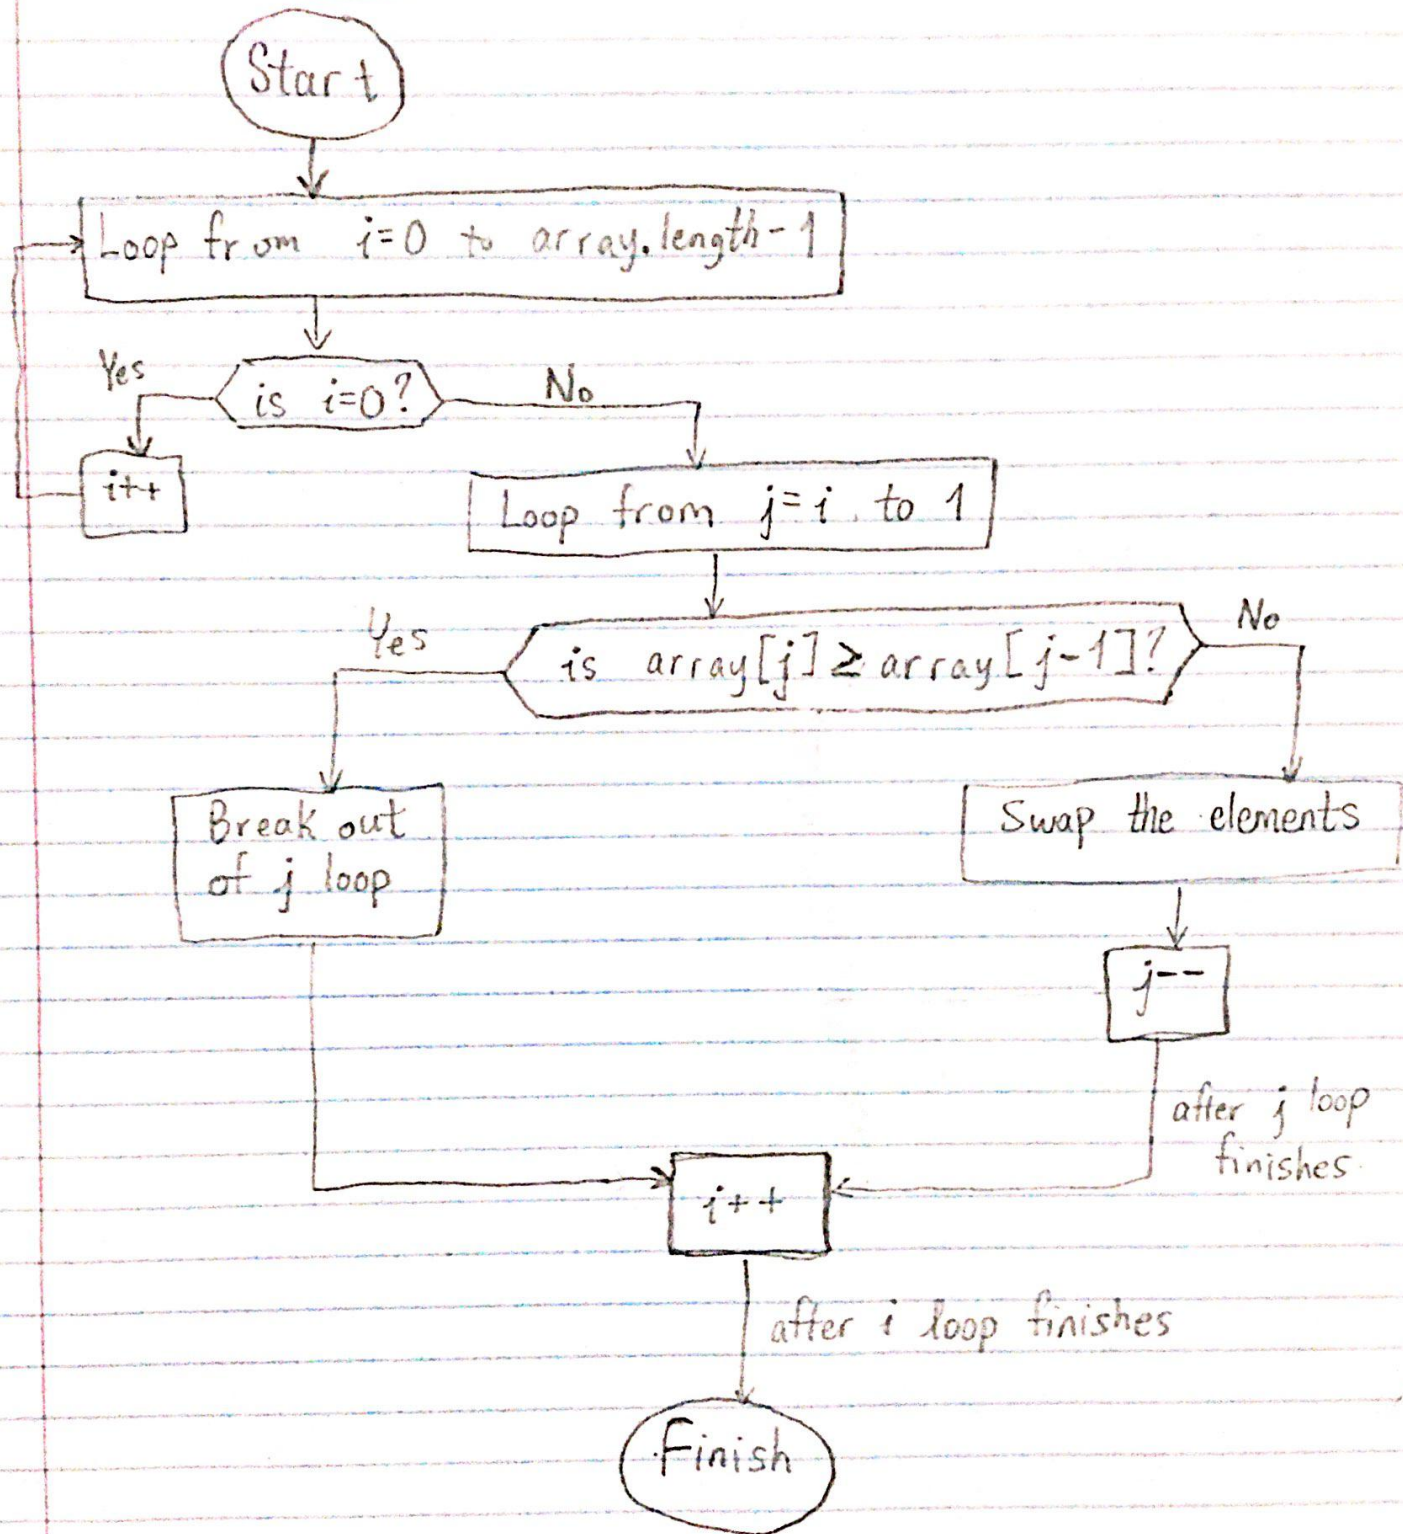 Start
Loop from i=0 to array.length-1
Yes
is i=0?
No
i++
Loop from j=i to 1
Yes
is array[j] ≥ array[j-1]?
No
Break out
of j loop
Swap the elements
j--
after j loop
finishes
i++
after i loop finishes
Finish